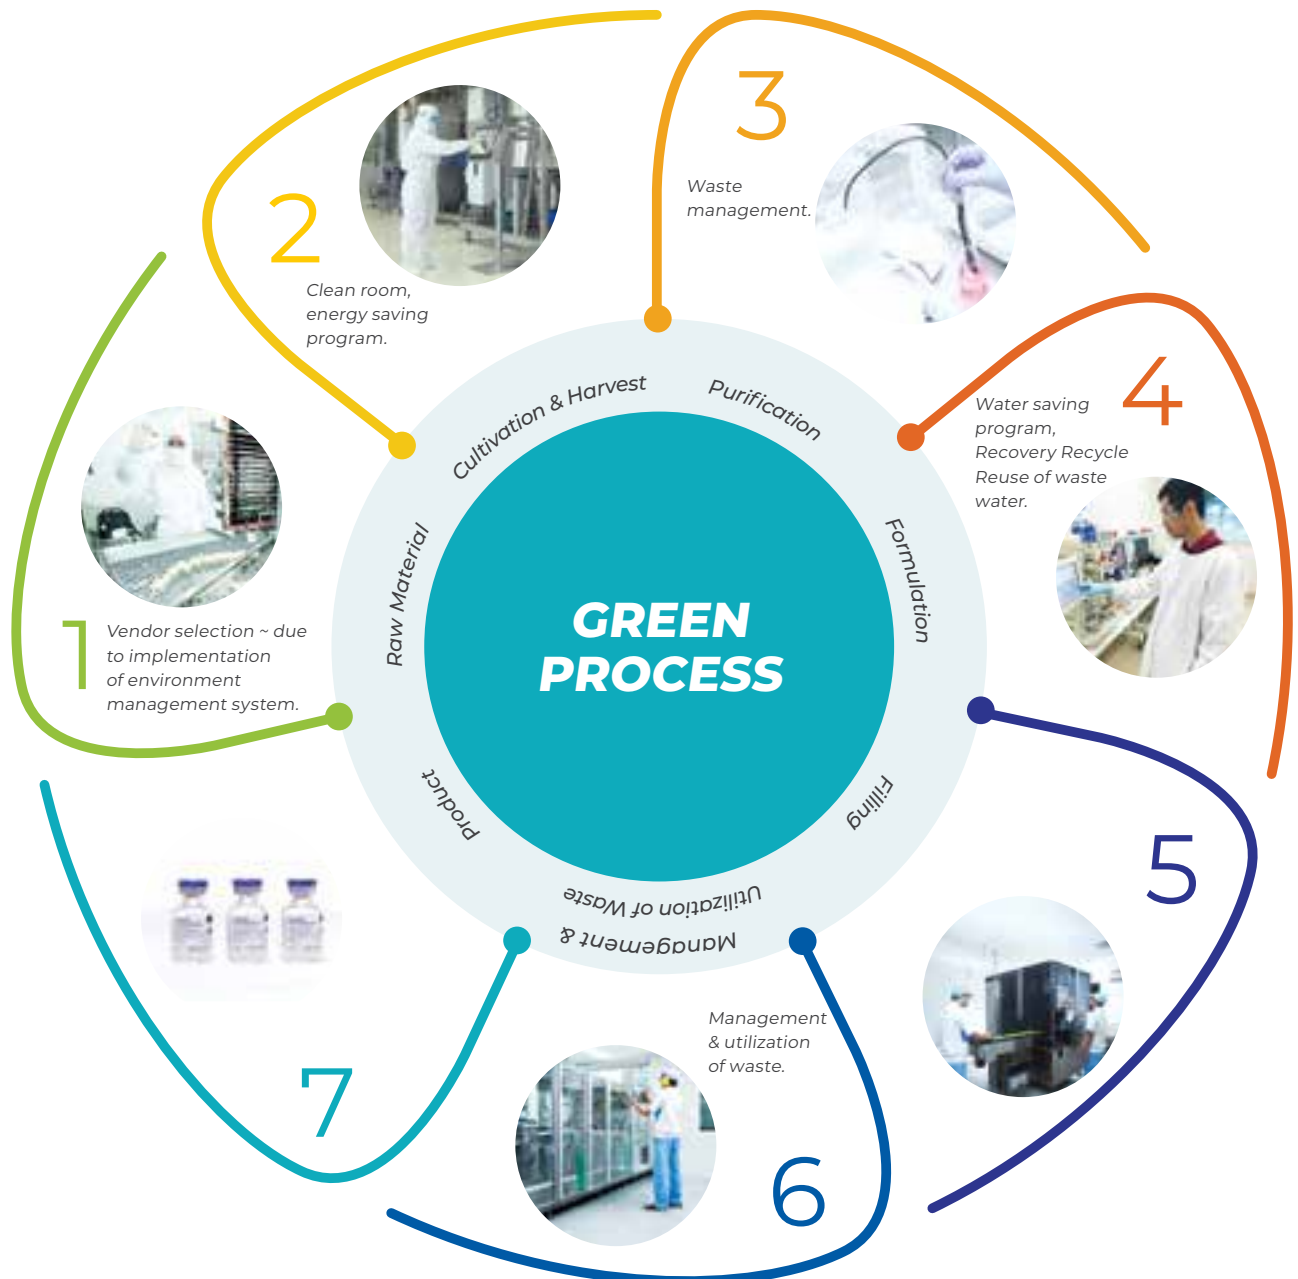 GREEN
PROCESS
Raw Material
Cultivation & Harvest
Purification
Formulation
Filling
Management &
Utilization of Waste
Product
1
Vendor selection ~ due
to implementation
of environment
management system.
2
Clean room,
energy saving
program.
3
Waste
management.
4
Water saving
program,
Recovery Recycle
Reuse of waste
water.
5
6
Management
& utilization
of waste.
7